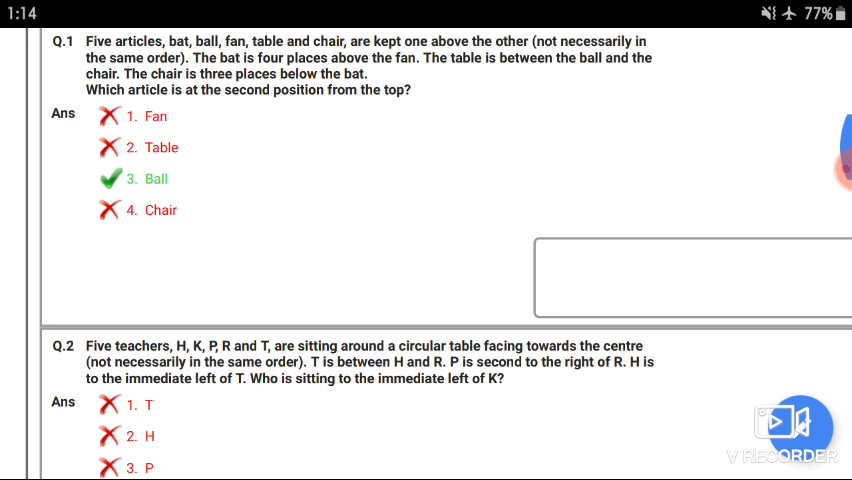 1:14
77%
Q.1 Five articles, bat, ball, fan, table and chair, are kept one above the other (not necessarily in
the same order). The bat is four places above the fan. The table is between the ball and the
chair. The chair is three places below the bat.
Which article is at the second position from the top?
Ans
1. Fan
2. Table
3. Ball
4. Chair
Q.2 Five teachers, H, K, P, R and T, are sitting around a circular table facing towards the centre
(not necessarily in the same order). T is between H and R. P is second to the right of R. H is
to the immediate left of T. Who is sitting to the immediate left of K?
Ans
1. T
2. H
3. P
V RECORDER